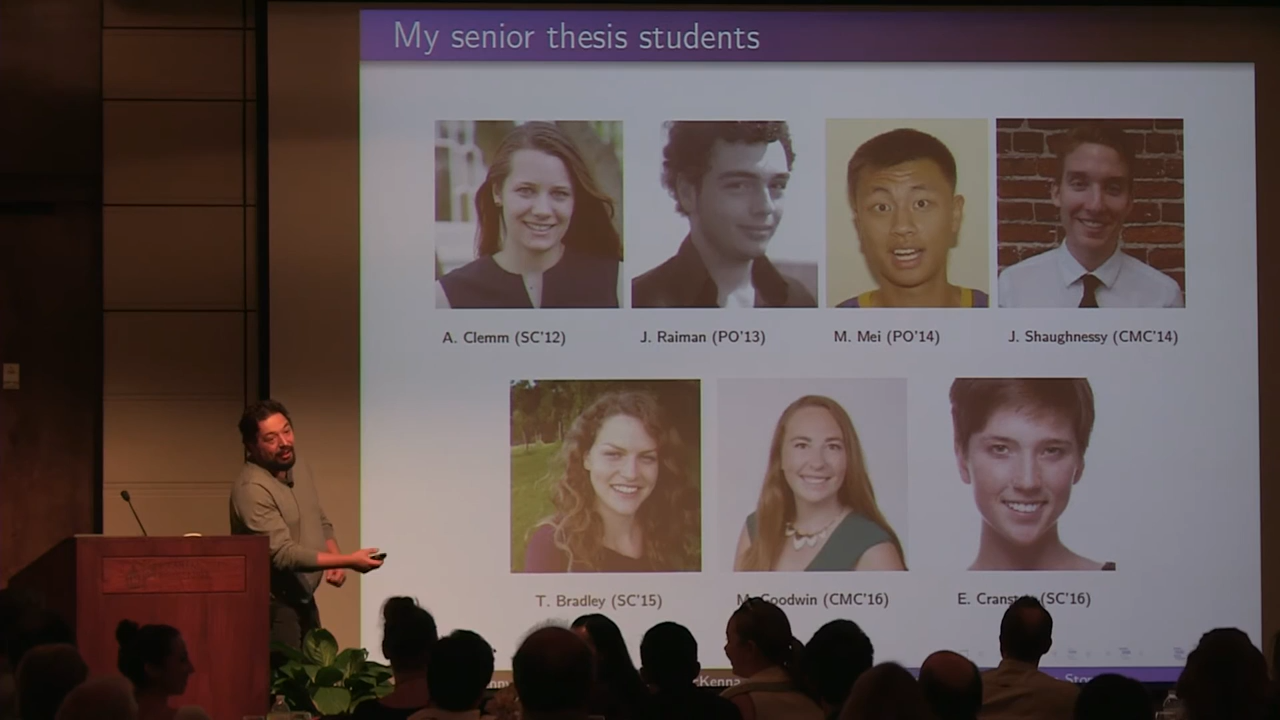 My senior thesis students
A. Clemm (SC'12)
J. Raiman (PO'13)
M. Mei (PO'14)
J. Shaughnessy (CMC'14)
T. Bradley (SC'15)
Goodwin (CMC'16)
E. (SC'16)